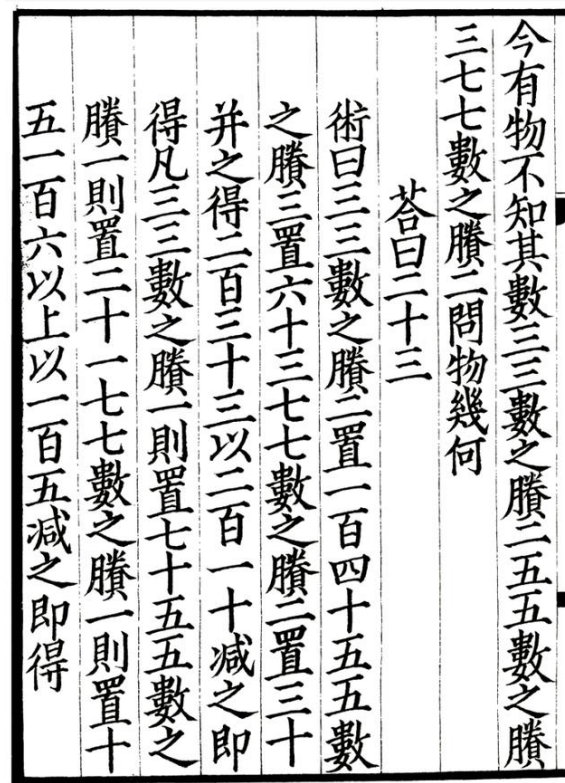 今有物不知其數三三數之賸二五五數之賸
三七七數之賸二問物幾何
荅曰二十三
術曰三三數之賸二置一百四十五五數
之賸三置六十三七七數之賸二置三十
并之得二百三十三以二百一十减之即
得凡三三數之賸一則置七十五五數之
賸一則置二十一七七數之賸一則置十
五一百六以上以一百五减之即得